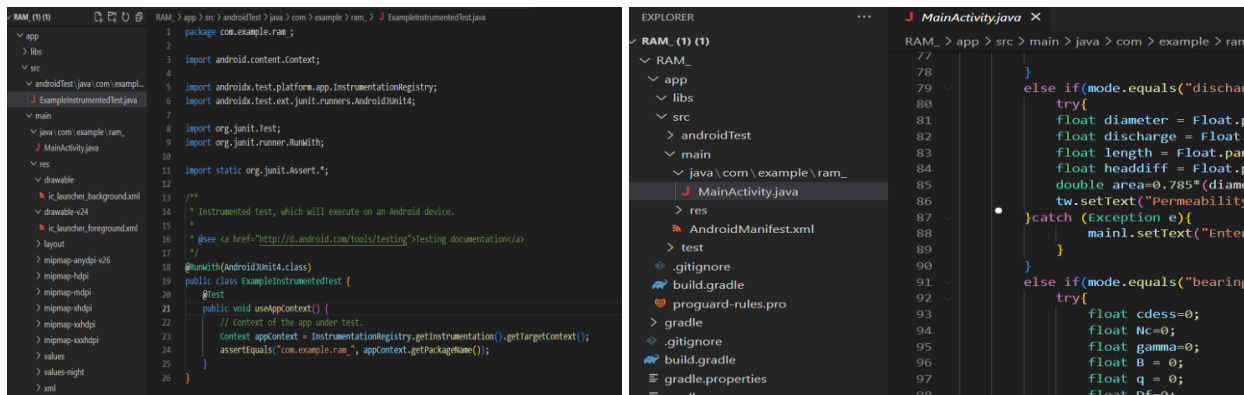 RAM_ (1) (1)
app
libs
src
androidTest\java\com\exampl...
ExampleInstrumentedTest.java
main
java\com\example\ram_
MainActivity.java
res
drawable
ic_launcher_background.xml
drawable-v24
ic_launcher_foreground.xml
layout
mipmap-anydpi-v26
mipmap-hdpi
mipmap-mdpi
mipmap-xhdpi
mipmap-xxhdpi
mipmap-xxxhdpi
values
values-night
xml
RAM_ > app > src > androidTest > java > com > example > ram_ > ExampleInstrumentedTest.java
1 package com.example.ram_;
2
3 import android.content.Context;
4
5 import androidx.test.platform.app.InstrumentationRegistry;
6 import androidx.test.ext.junit.runners.AndroidJUnit4;
7
8 import org.junit.Test;
9 import org.junit.runner.RunWith;
10
11 import static org.junit.Assert.*;
12
13 /**
14 * Instrumented test, which will execute on an Android device.
15 *
16 * @see <a href="http://d.android.com/tools/testing">Testing documentation</a>
17 */
18 @RunWith(AndroidJUnit4.class)
19 public class ExampleInstrumentedTest {
20 @Test
21 public void useAppContext() {
22 // Context of the app under test.
23 Context appContext = InstrumentationRegistry.getInstrumentation().getTargetContext();
24 assertEquals("com.example.ram_", appContext.getPackageName());
25 }
26 }
EXPLORER
RAM_ (1) (1)
RAM_
app
libs
src
androidTest
main
java\com\example\ram_
MainActivity.java
res
AndroidManifest.xml
test
.gitignore
build.gradle
proguard-rules.pro
gradle
.gitignore
build.gradle
gradle.properties
MainActivity.java
RAM_ > app > src > main > java > com > example > ram
77
78 }
79 else if(mode.equals("dischar
80 try{
81 float diameter = Float.p
82 float discharge = Float.
83 float length = Float.par
84 float headdiff = Float.p
85 double area=0.785*(diame
86 tw.setText("Permeability
87 }catch (Exception e){
88 mainl.setText("Enter
89 }
90 }
91 else if(mode.equals("bearing
92 try{
93 float cdess=0;
94 float Nc=0;
95 float gamma=0;
96 float B = 0;
97 float q = 0;
98 float Df=0;